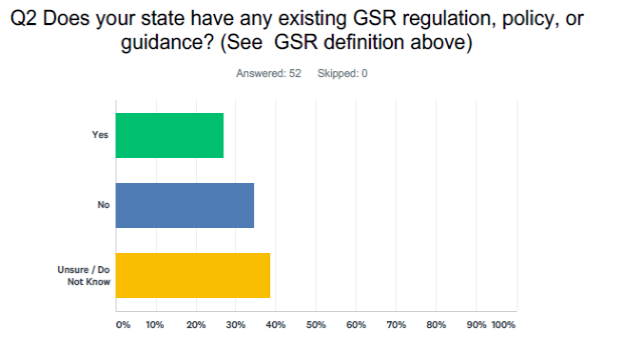 Q2 Does your state have any existing GSR regulation, policy, or
guidance? (See GSR definition above)
Answered: 52 Skipped: 0
Yes
No
Unsure / Do
Not Know
0% 10% 20% 30% 40% 50% 60% 70% 80% 90% 100%